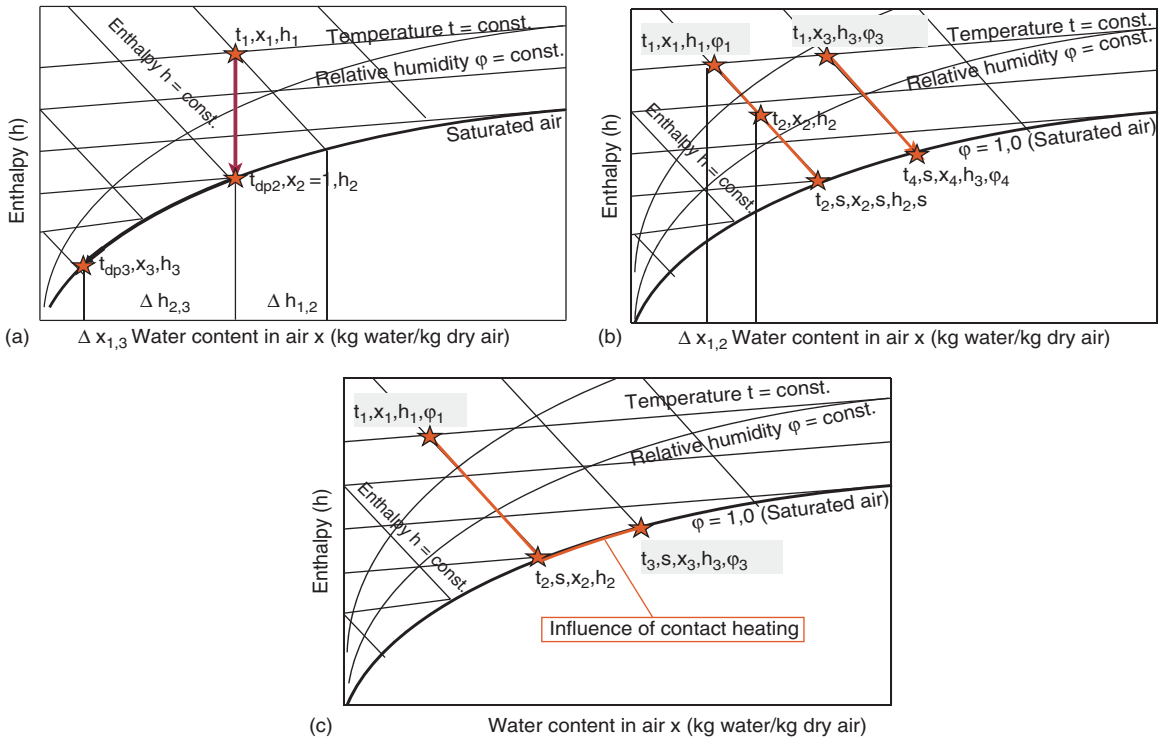 t1,x1,h1
Temperature t = const.
Enthalpy h = const.
Relative humidity φ = const.
Saturated air
Enthalpy (h)
tdp2,x2 =1,h2
tdp3,x3,h3
Δ h2,3
Δ h1,2
(a)
Δ x1,3 Water content in air x (kg water/kg dry air)
t1,x1,h1,φ1
t1,x3,h3,φ3
Temperature t = const.
Relative humidity φ = const.
Enthalpy h = const.
t2,x2,h2
φ = 1,0 (Saturated air)
Enthalpy (h)
t4,s,x4,h3,φ4
t2,s,x2,s,h2,s
(b)
Δ x1,2 Water content in air x (kg water/kg dry air)
t1,x1,h1,φ1
Temperature t = const.
Relative humidity φ = const.
Enthalpy h = const.
φ = 1,0 (Saturated air)
Enthalpy (h)
t2,s,x2,h2
t3,s,x3,h3,φ3
Influence of contact heating
(c)
Water content in air x (kg water/kg dry air)